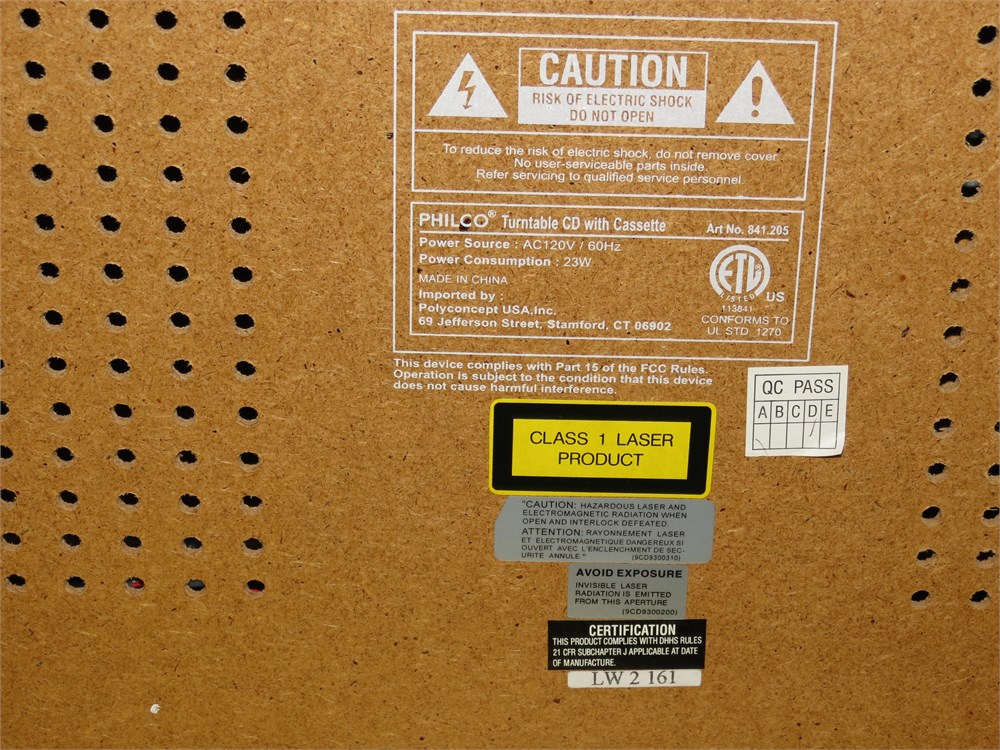 CAUTION
RISK OF ELECTRIC SHOCK
DO NOT OPEN
To reduce the risk of electric shock, do not remove cover.
No user-serviceable parts inside.
Refer servicing to qualified service personnel.
PHILCO® Turntable CD with Cassette Art No. 841.205
Power Source : AC120V / 60Hz
Power Consumption : 23W
MADE IN CHINA
Imported by :
Polyconcept USA,Inc.
69 Jefferson Street, Stamford, CT 06902
ETL®
LISTED US
113841
CONFORMS TO
UL STD 1270
This device complies with Part 15 of the FCC Rules.
Operation is subject to the condition that this device
does not cause harmful interference.
QC PASS
A B C D E
CLASS 1 LASER
PRODUCT
"CAUTION: HAZARDOUS LASER AND
ELECTROMAGNETIC RADIATION WHEN
OPEN AND INTERLOCK DEFEATED.
ATTENTION: RAYONNEMENT LASER
ET ELECTROMAGNETIQUE DANGEREUX SI
OUVERT AVEC L'ENCLENCHMENT DE SEC-
URITE ANNULE." (9CD9300310)
AVOID EXPOSURE
INVISIBLE LASER
RADIATION IS EMITTED
FROM THIS APERTURE
(9CD9300200)
CERTIFICATION
THIS PRODUCT COMPLIES WITH DHHS RULES
21 CFR SUBCHAPTER J APPLICABLE AT DATE
OF MANUFACTURE.
LW 2 161